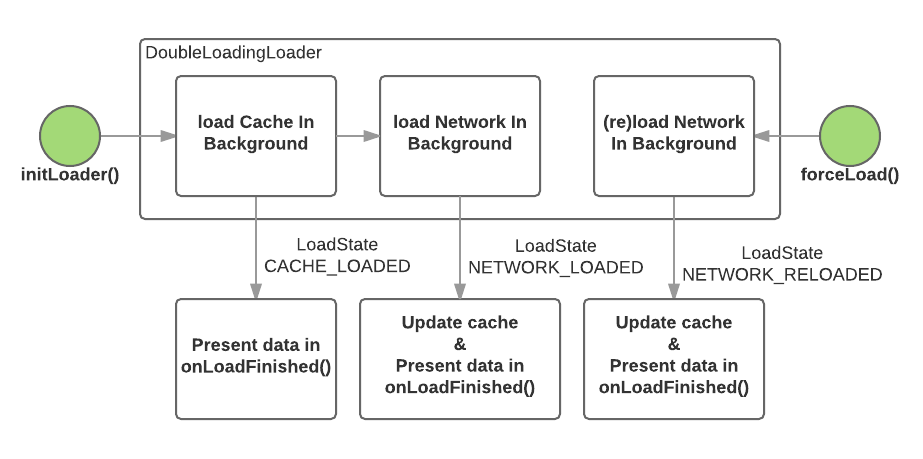 DoubleLoadingLoader
load Cache In
Background
load Network In
Background
(re)load Network
In Background
initLoader()
forceLoad()
LoadState
CACHE_LOADED
LoadState
NETWORK_LOADED
LoadState
NETWORK_RELOADED
Present data in
onLoadFinished()
Update cache
&
Present data in
onLoadFinished()
Update cache
&
Present data in
onLoadFinished()